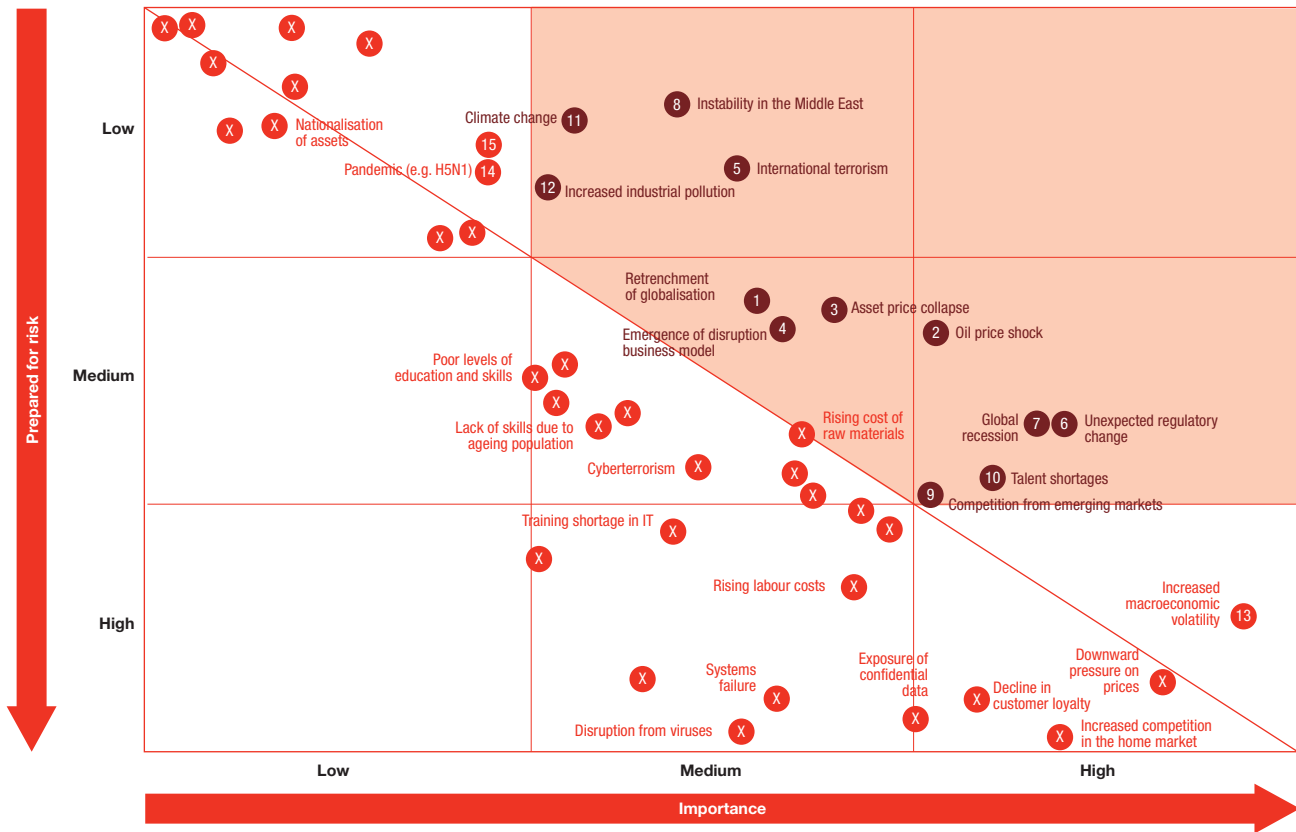 X
X
X
X
X
X
X
X
Nationalisation
of assets
Climate change
11
8
Instability in the Middle East
15
Pandemic (e.g. H5N1)
14
5
International terrorism
12
Increased industrial pollution
X
X
Low
Retrenchment
of globalisation
1
3
Asset price collapse
Emergence of disruption
business model
4
2
Oil price shock
Poor levels of
education and skills
X
X
X
Lack of skills due to
ageing population
X
X
Rising cost of
raw materials
X
Global
recession
7
6
Unexpected regulatory
change
Cyberterrorism
X
X
X
10
Talent shortages
9
Competition from emerging markets
Medium
X
X
Training shortage in IT
X
X
Rising labour costs
X
Increased
macroeconomic
volatility
13
X
Systems
failure
X
Exposure of
confidential
data
X
X
Decline in
customer loyalty
Downward
pressure on
prices
X
Disruption from viruses
X
X
Increased competition
in the home market
High
Prepared for risk
Low
Medium
High
Importance